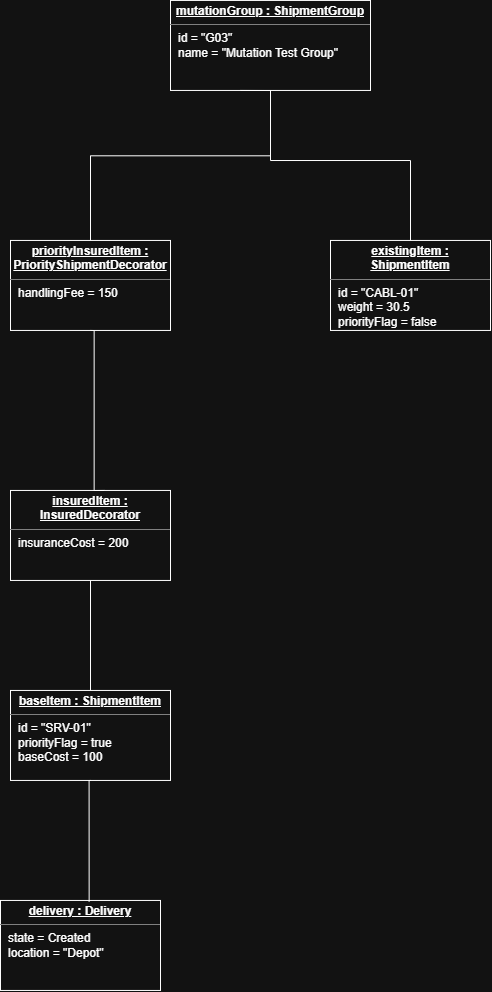 mutationGroup : ShipmentGroup
id = "G03"
name = "Mutation Test Group"
priorityInsuredItem :
PriorityShipmentDecorator
handlingFee = 150
existingItem :
ShipmentItem
id = "CABL-01"
weight = 30.5
priorityFlag = false
insuredItem :
InsuredDecorator
insuranceCost = 200
baseItem : ShipmentItem
id = "SRV-01"
priorityFlag = true
baseCost = 100
delivery : Delivery
state = Created
location = "Depot"